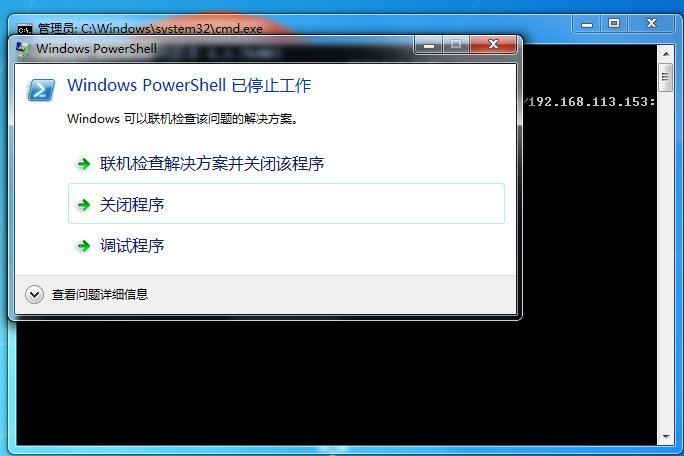 管理员: C:\Windows\system32\cmd.exe
Windows PowerShell
Windows PowerShell 已停止工作
Windows 可以联机检查该问题的解决方案。
/192.168.113.153:
联机检查解决方案并关闭该程序
关闭程序
调试程序
查看问题详细信息